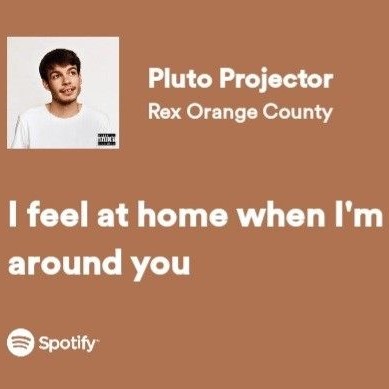 Pluto Projector
Rex Orange County
I feel at home when I'm
around you
Spotify